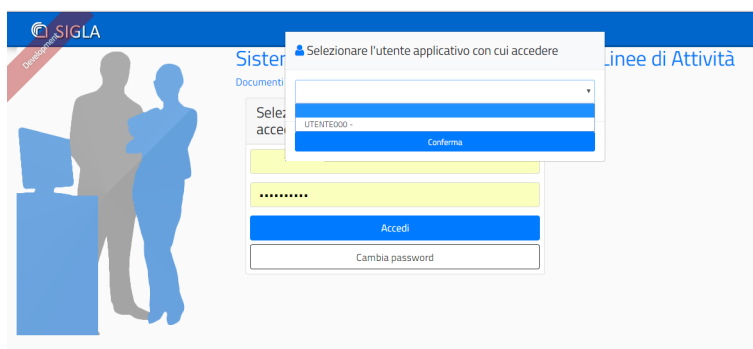 SIGLA
Development
Selezionare l'utente applicativo con cui accedere
Sister
Linee di Attività
Documenti
UTENTE000 -
Selez
acce
Conferma
••••••••••
Accedi
Cambia password